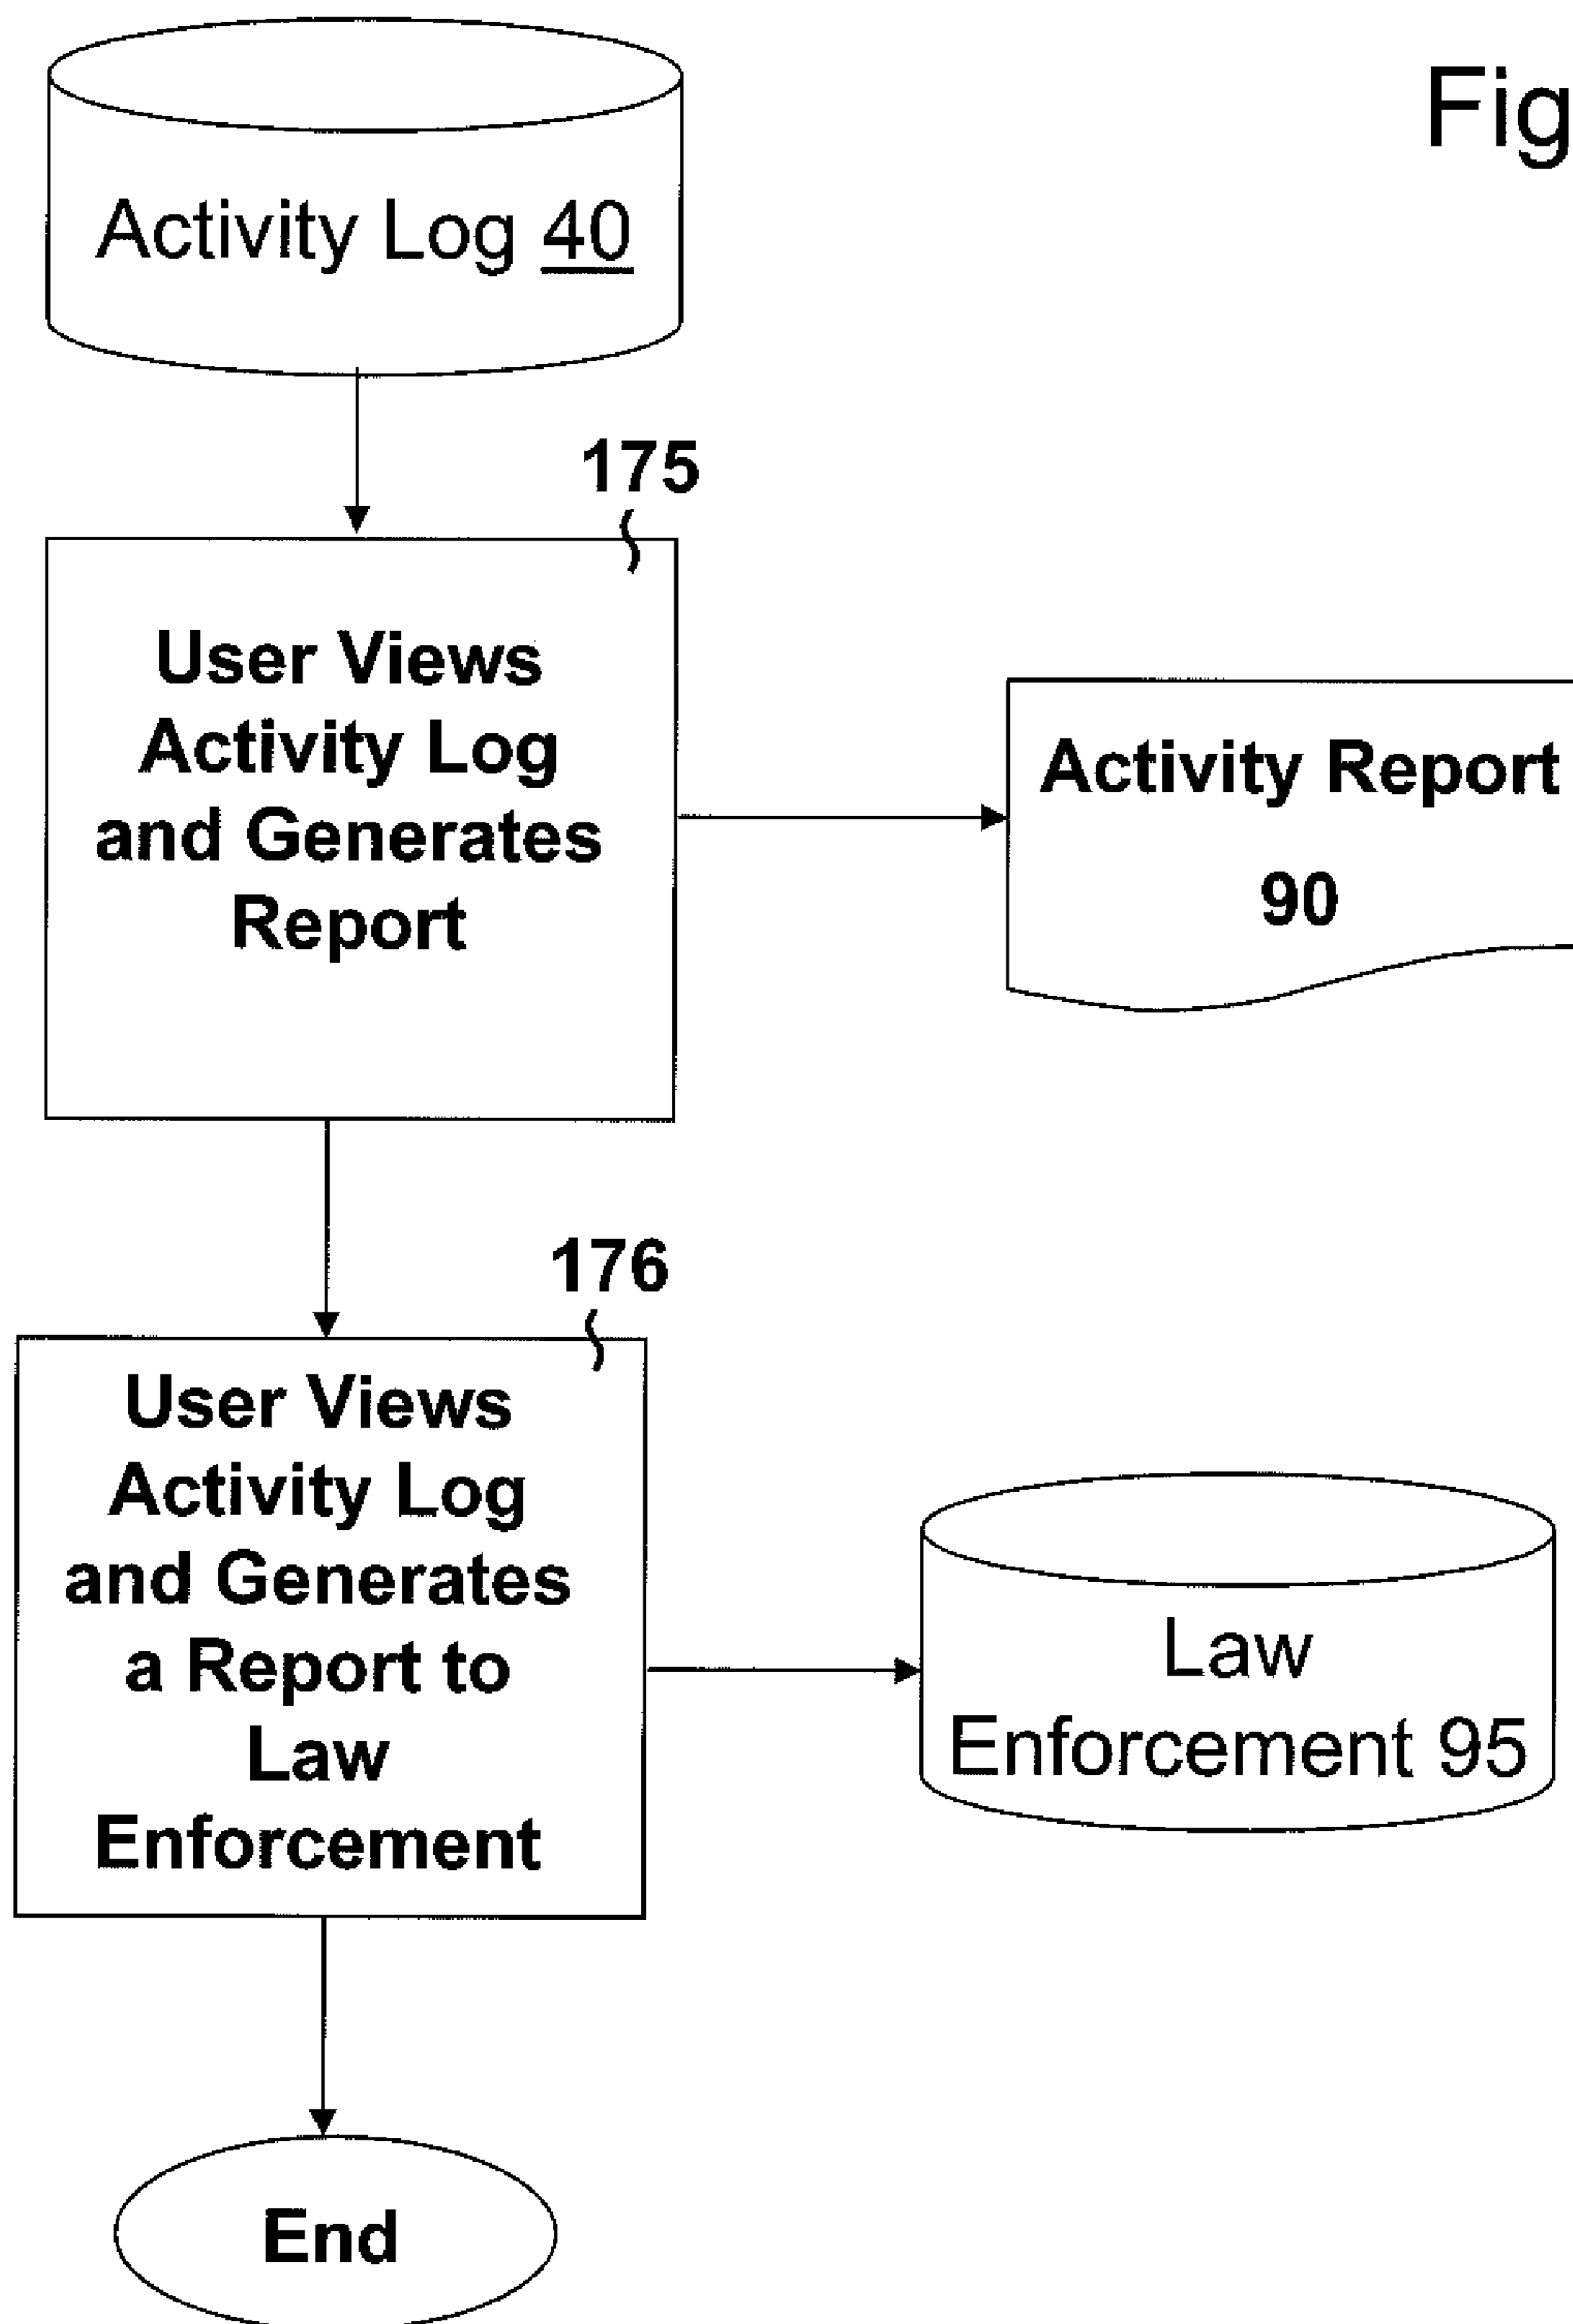 Fig
Activity Log 40
175
User Views
Activity Log
and Generates
Report
Activity Report
90
176
User Views
Activity Log
and Generates
a Report to
Law
Enforcement
Law
Enforcement 95
End